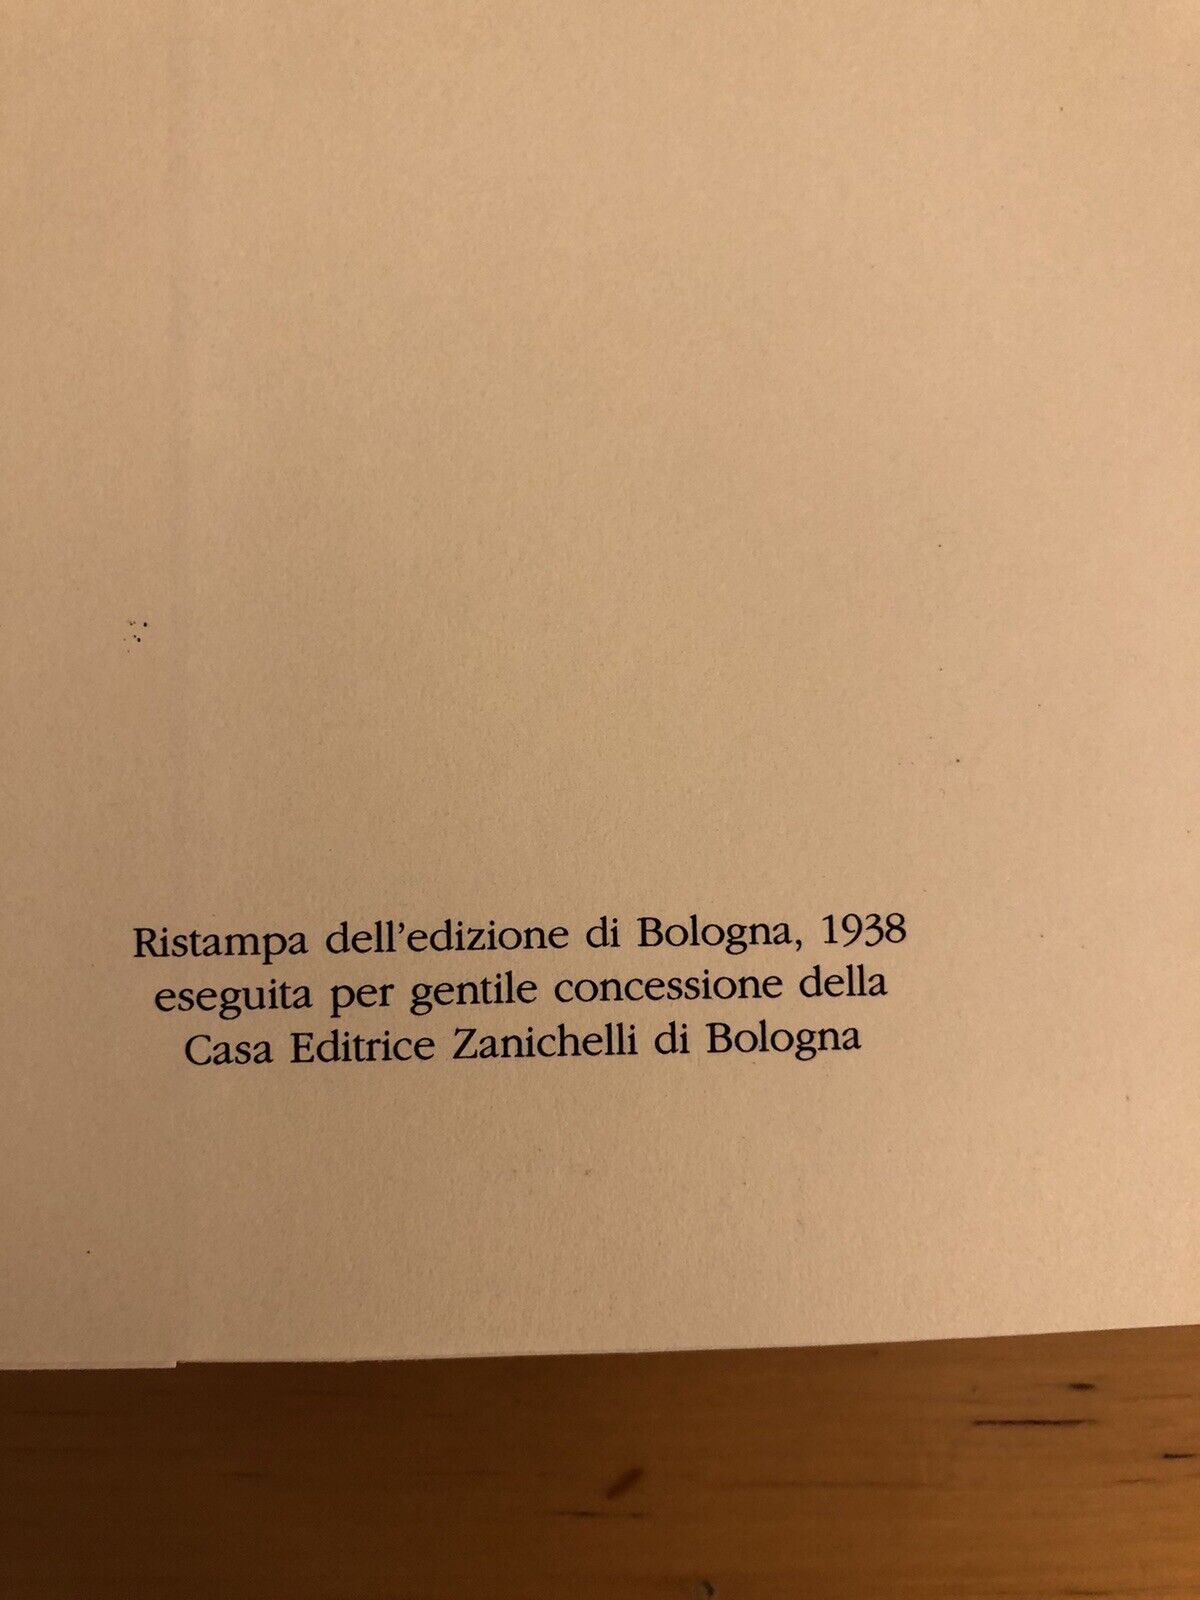 Ristampa dell'edizione di Bologna, 1938
eseguita per gentile concessione della
Casa Editrice Zanichelli di Bologna